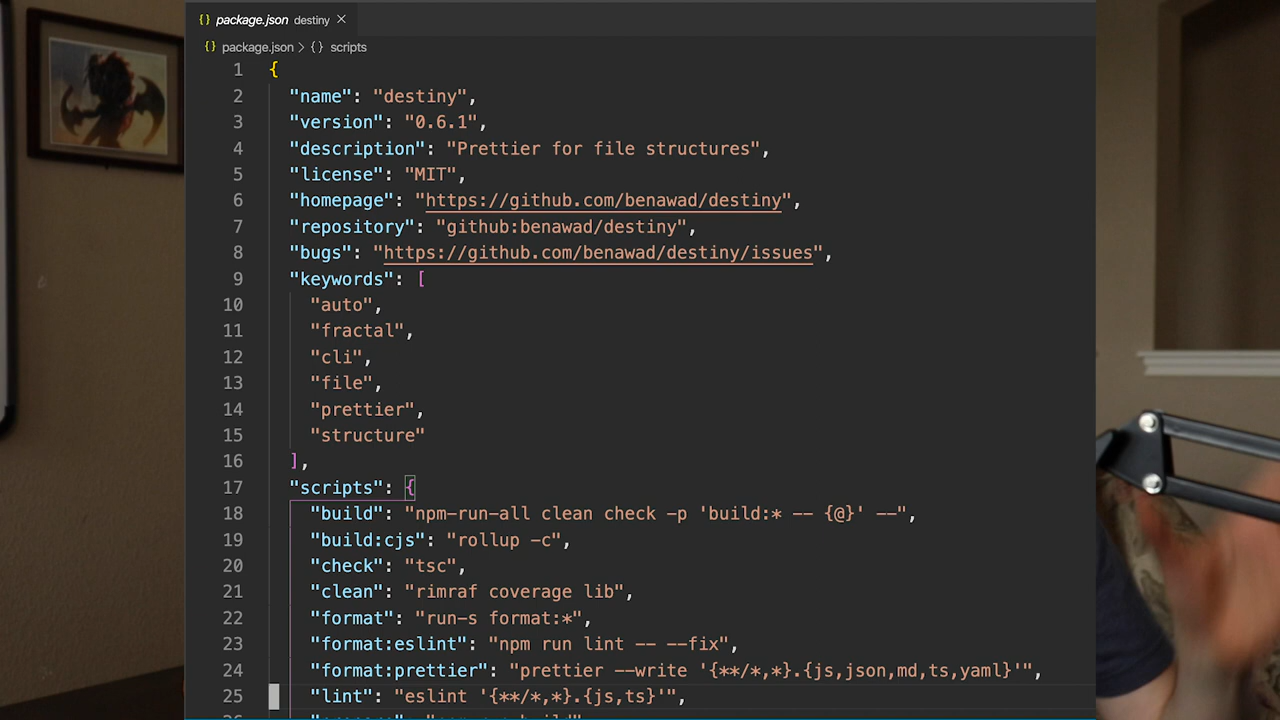 {} package.json destiny ×
{} package.json > {} scripts
1 {
2 "name": "destiny",
3 "version": "0.6.1",
4 "description": "Prettier for file structures",
5 "license": "MIT",
6 "homepage": "https://github.com/benawad/destiny",
7 "repository": "github:benawad/destiny",
8 "bugs": "https://github.com/benawad/destiny/issues",
9 "keywords": [
10 "auto",
11 "fractal",
12 "cli",
13 "file",
14 "prettier",
15 "structure"
16 ],
17 "scripts": {
18 "build": "npm-run-all clean check -p 'build:* -- {@}' --",
19 "build:cjs": "rollup -c",
20 "check": "tsc",
21 "clean": "rimraf coverage lib",
22 "format": "run-s format:*",
23 "format:eslint": "npm run lint -- --fix",
24 "format:prettier": "prettier --write '{**/*,*}.{js,json,md,ts,yaml}'",
25 "lint": "eslint '{**/*,*}.{js,ts}'",